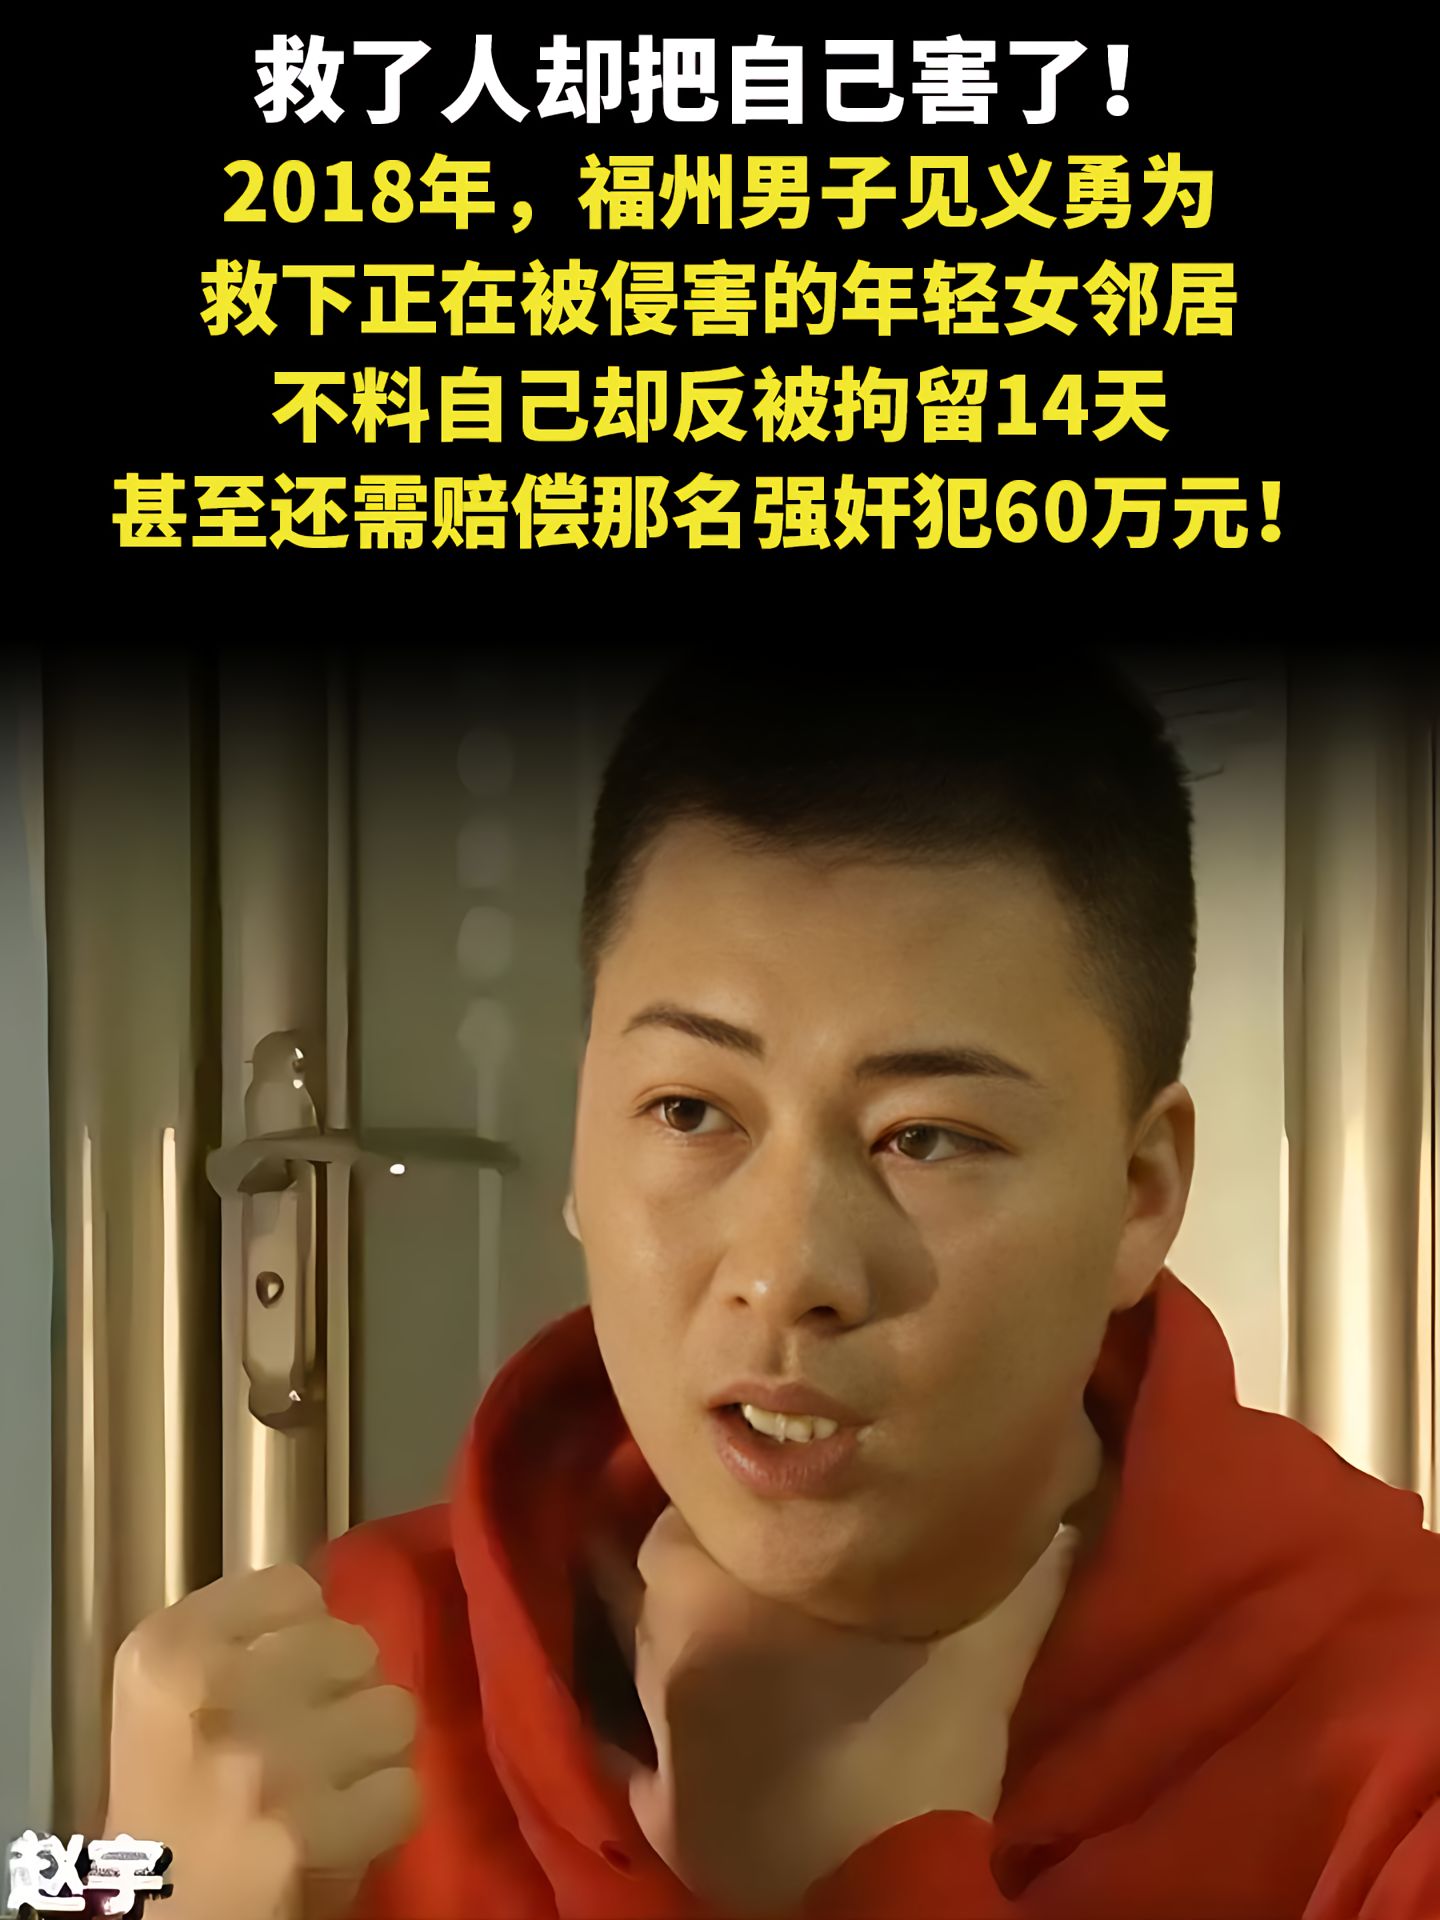 救了人却把自己害了！
2018年，福州男子见义勇为
救下正在被侵害的年轻女邻居
不料自己却反被拘留14天
甚至还需赔偿那名强奸犯60万元！
赵宇